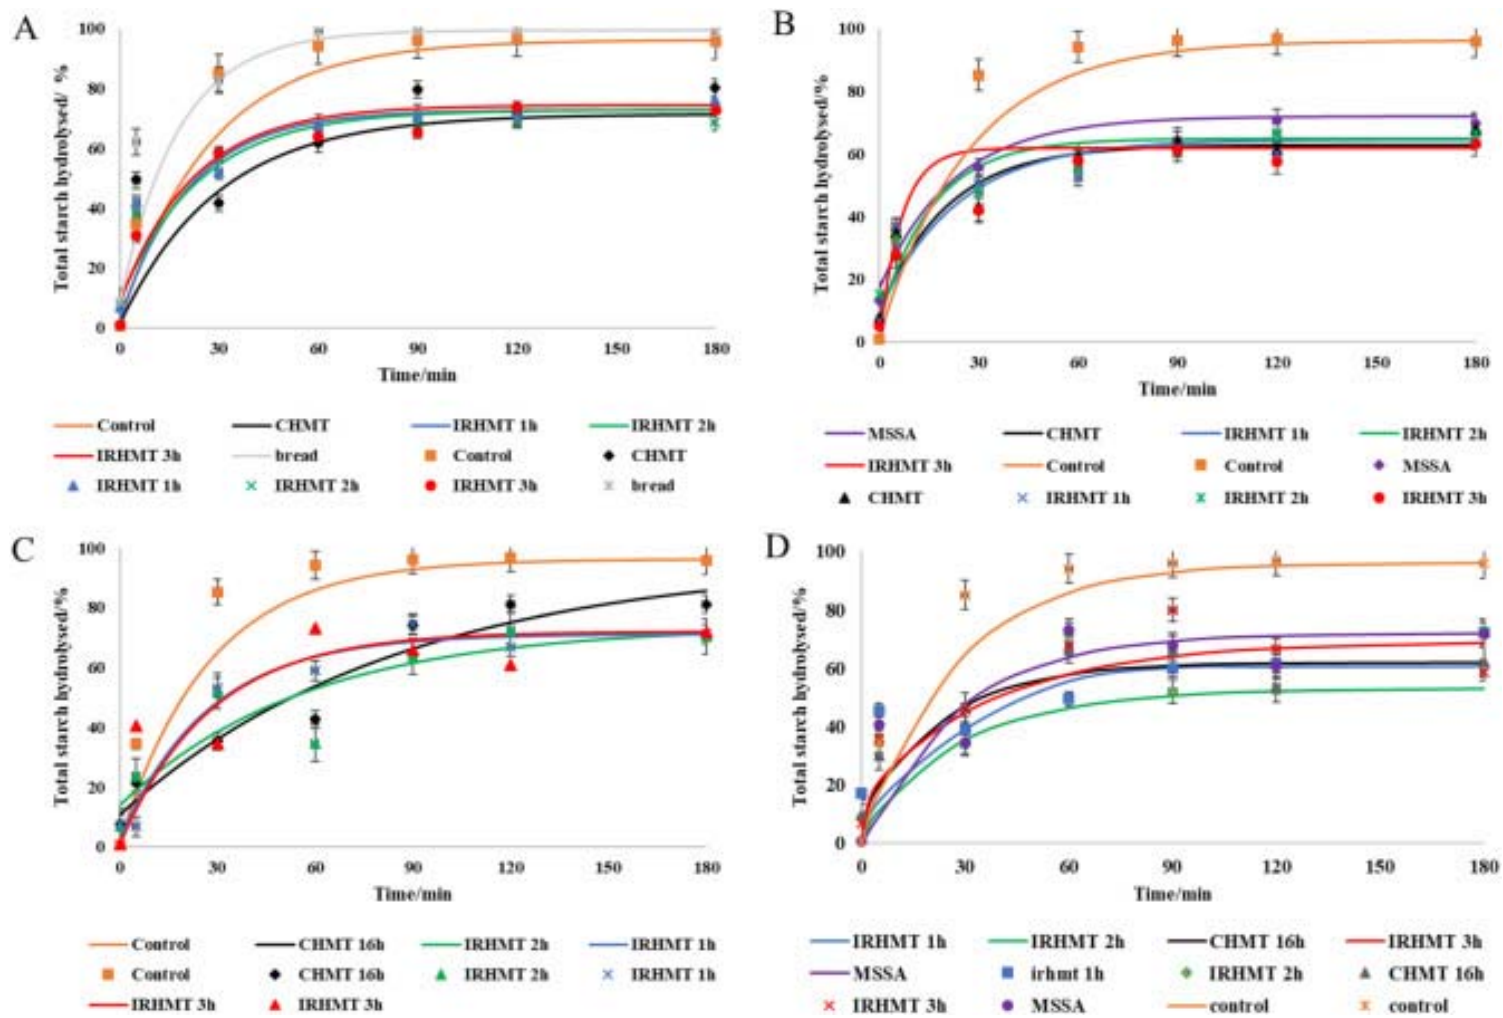 A
Total starch hydrolysed/ %
100
80
60
40
20
0
0 30 60 90 120 150 180
Time/min
Control CHMT IRHMT 1h IRHMT 2h
IRHMT 3h bread Control CHMT
IRHMT 1h IRHMT 2h IRHMT 3h bread
B
Total starch hydrolysed/%
100
80
60
40
20
0
0 30 60 90 120 150 180
Time/min
MSSA CHMT IRHMT 1h IRHMT 2h
IRHMT 3h Control Control MSSA
CHMT IRHMT 1h IRHMT 2h IRHMT 3h
C
Total starch hydrolysed/%
100
80
60
40
20
0
0 30 60 90 120 150 180
Time/min
Control CHMT 16h IRHMT 2h IRHMT 1h
Control CHMT 16h IRHMT 2h IRHMT 1h
IRHMT 3h IRHMT 3h
D
Total starch hydrolysed/%
100
80
60
40
20
0
0 30 60 90 120 150 180
Time/min
IRHMT 1h IRHMT 2h CHMT 16h IRHMT 3h
MSSA irhmt 1h IRHMT 2h CHMT 16h
IRHMT 3h MSSA control control